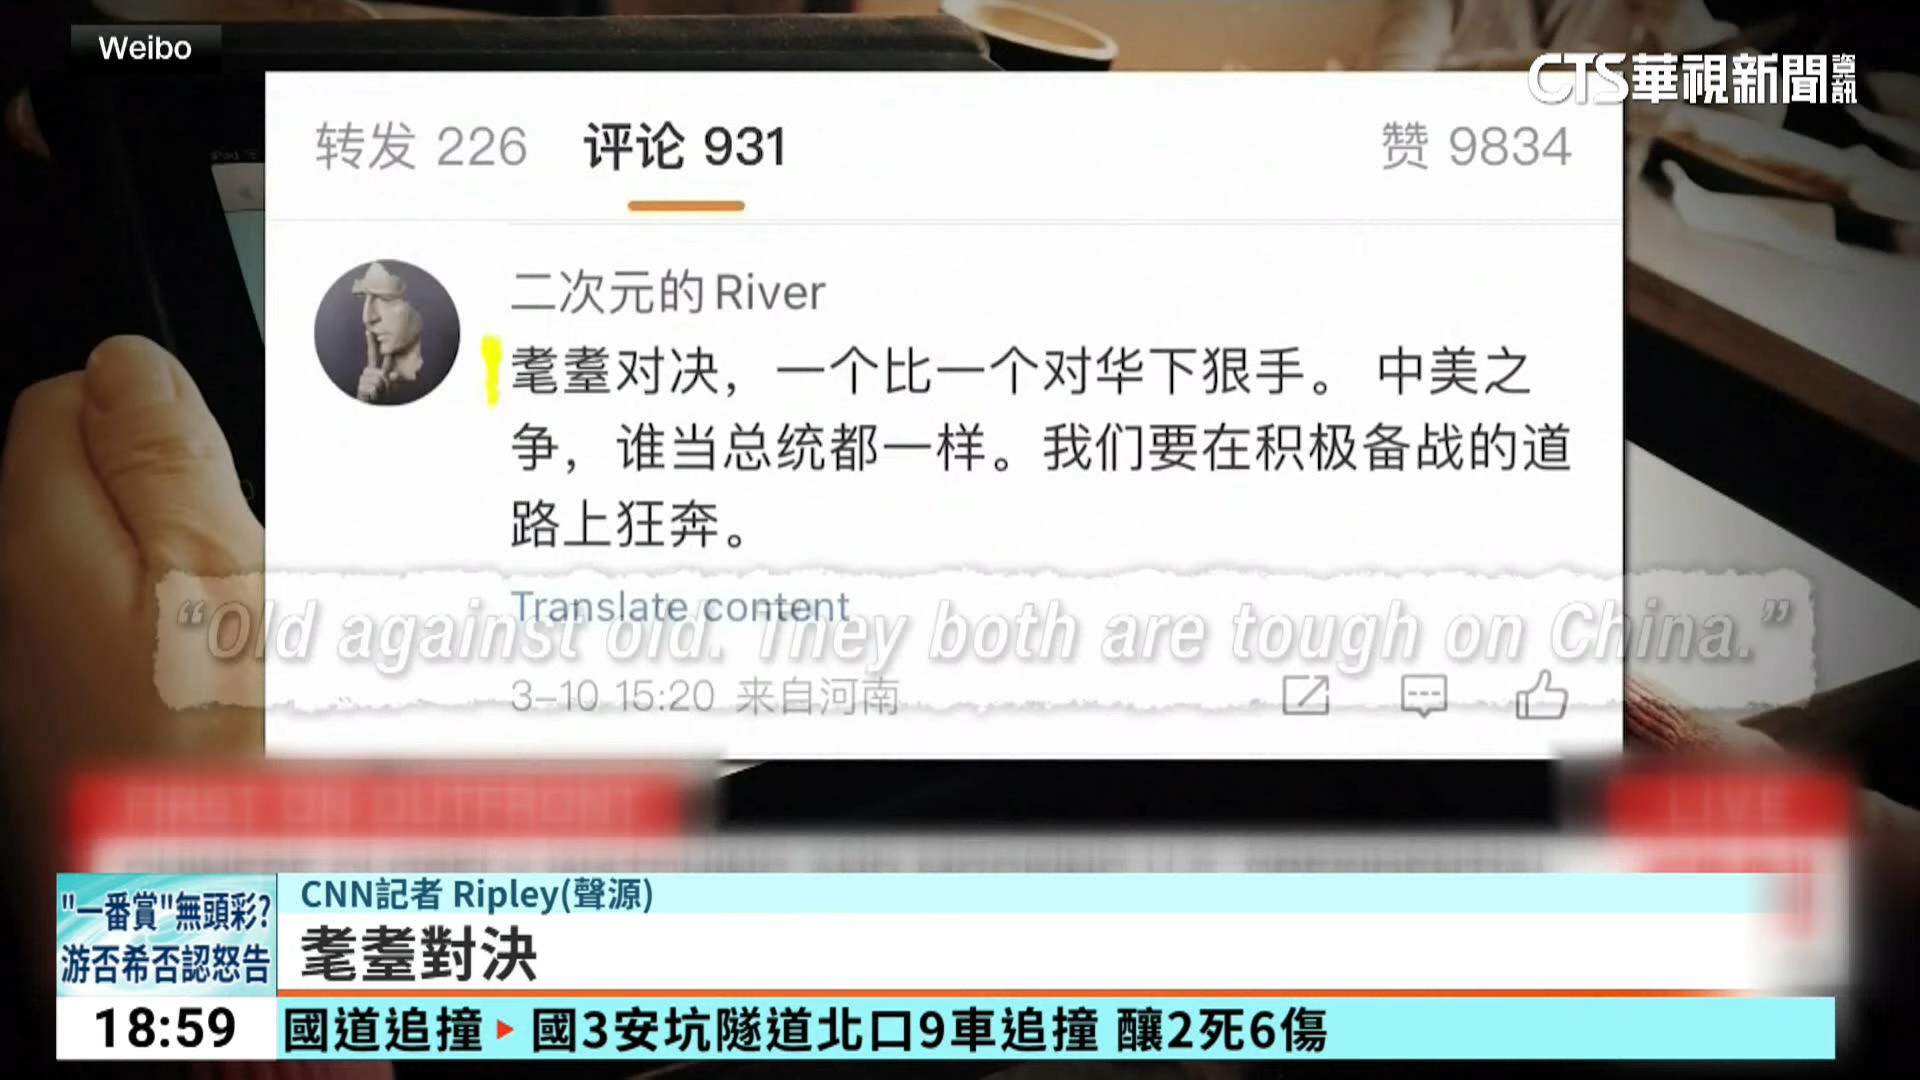 Weibo
CTS華視新聞資訊
转发 226 评论 931 赞 9834
二次元的River
耄耋对决，一个比一个对华下狠手。 中美之
争，谁当总统都一样。我们要在积极备战的道
路上狂奔。
Translate content
“Old against old. They both are tough on China.”
3-10 15:20 来自河南
FIRST ON OUTFRONT
LIVE
CNN記者 Ripley(聲源)
耄耋對決
"一番賞"無頭彩?
游否希否認怒告
18:59
國道追撞▸國3安坑隧道北口9車追撞 釀2死6傷